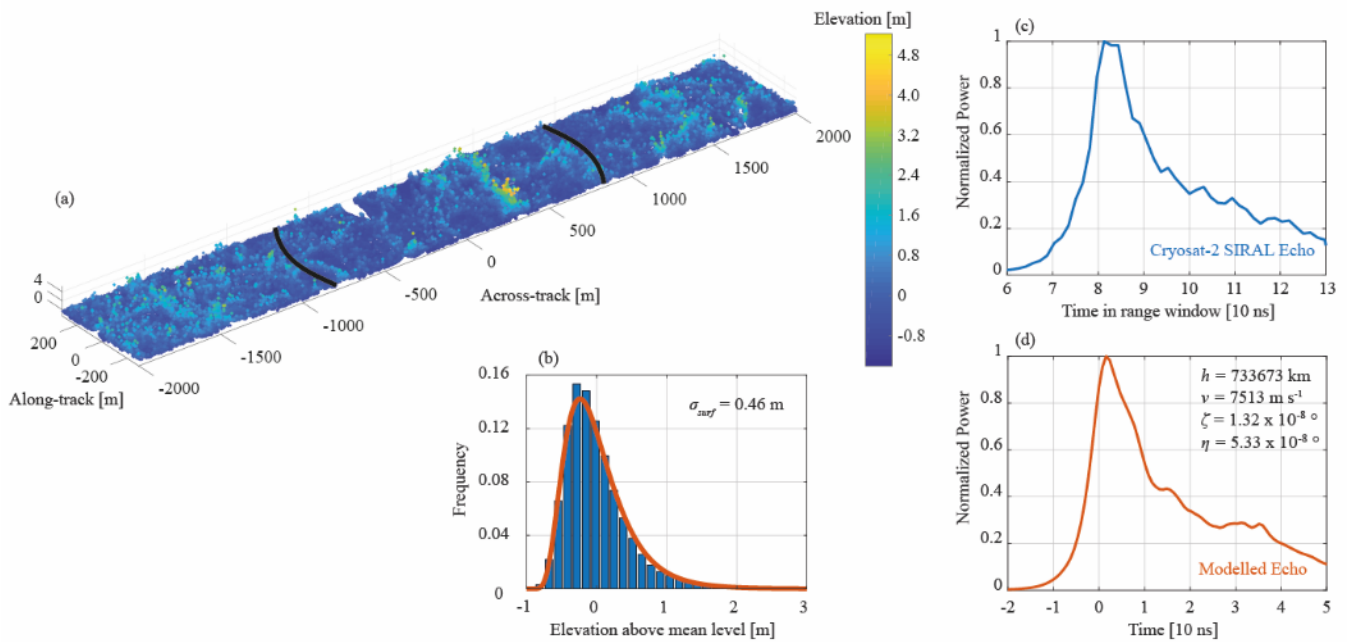 Elevation [m]
4.8
4.0
3.2
2.4
1.6
0.8
0
-0.8
(a)
4
0
200
0
-200
Along-track [m]
-2000
-1500
-1000
-500
0
500
1000
1500
2000
Across-track [m]
(b)
σsurf = 0.46 m
Frequency
0.16
0.12
0.08
0.04
0
-1 0 1 2 3
Elevation above mean level [m]
(c)
Normalized Power
1
0.8
0.6
0.4
0.2
0
Cryosat-2 SIRAL Echo
6 7 8 9 10 11 12 13
Time in range window [10 ns]
(d)
h = 733673 km
v = 7513 m s-1
ζ = 1.32 x 10-8 °
η = 5.33 x 10-8 °
Normalized Power
1
0.8
0.6
0.4
0.2
0
Modelled Echo
-2 -1 0 1 2 3 4 5
Time [10 ns]